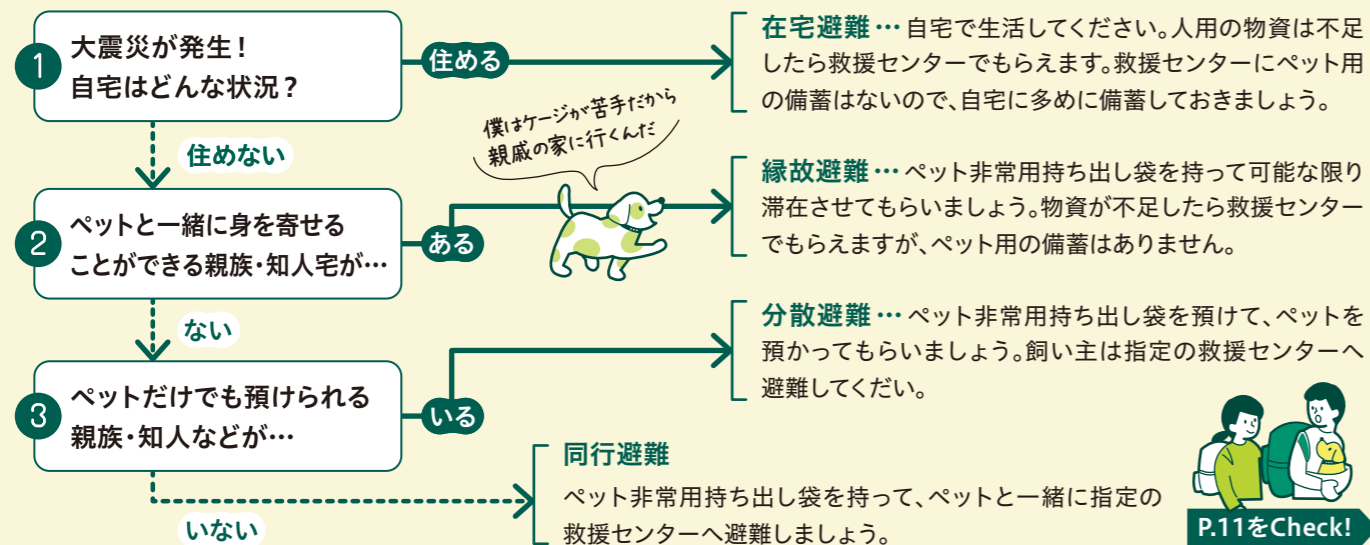 1
大震災が発生!
自宅はどんな状況?
住める
在宅避難…自宅で生活してください。人用の物資は不足
したら救援センターでもらえます。救援センターにペット用
の備蓄はないので、自宅に多めに備蓄しておきましょう。
住めない
僕はケージが苦手だから
親戚の家に行くんだ
2
ペットと一緒に身を寄せる
ことができる親族・知人宅が…
ある
縁故避難…ペット非常用持ち出し袋を持って可能な限り
滞在させてもらいましょう。物資が不足したら救援センター
でもらえますが、ペット用の備蓄はありません。
ない
3
ペットだけでも預けられる
親族・知人などが…
いる
分散避難…ペット非常用持ち出し袋を預けて、ペットを
預かってもらいましょう。飼い主は指定の救援センターへ
避難してくだい。
いない
同行避難
ペット非常用持ち出し袋を持って、ペットと一緒に指定の
救援センターへ避難しましょう。
P.11をCheck!